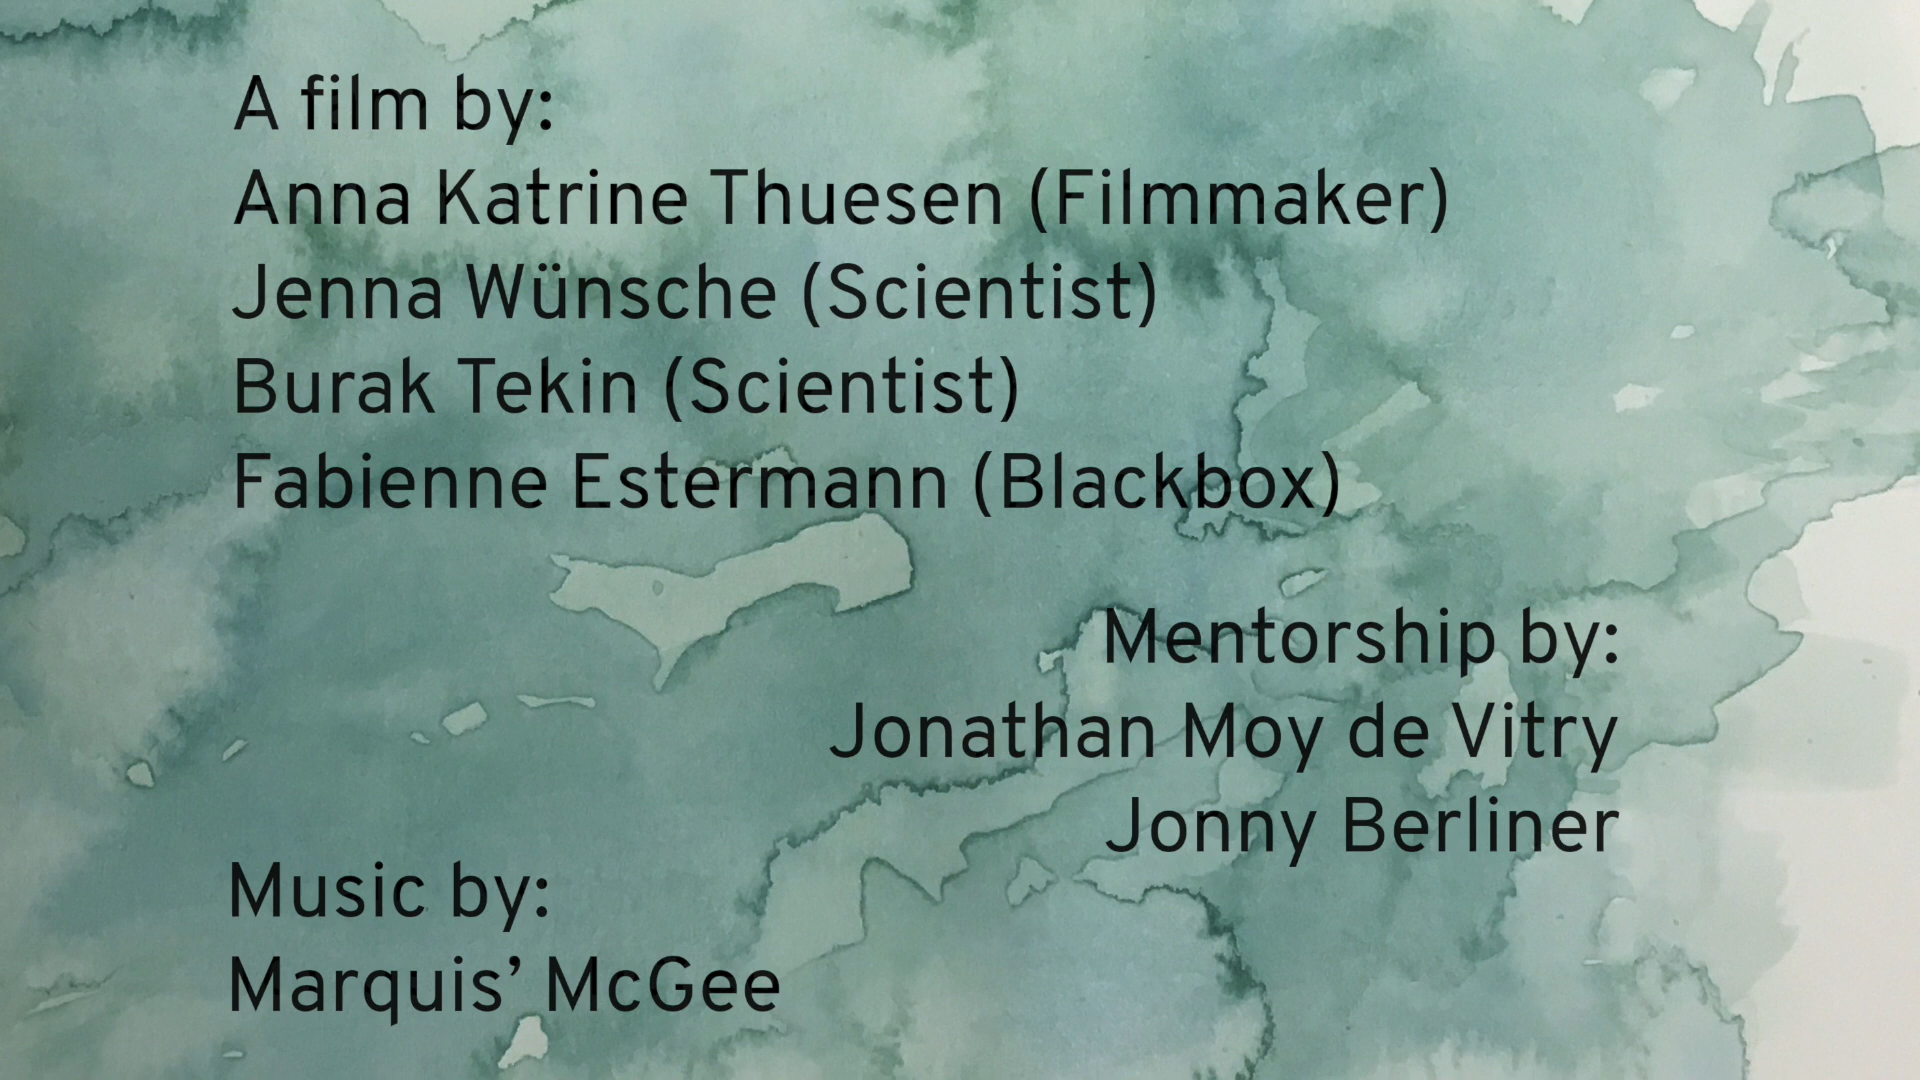 A film by:
Anna Katrine Thuesen (Filmmaker)
Jenna Wünsche (Scientist)
Burak Tekin (Scientist)
Fabienne Estermann (Blackbox)
Mentorship by:
Jonathan Moy de Vitry
Jonny Berliner
Music by:
Marquis’ McGee